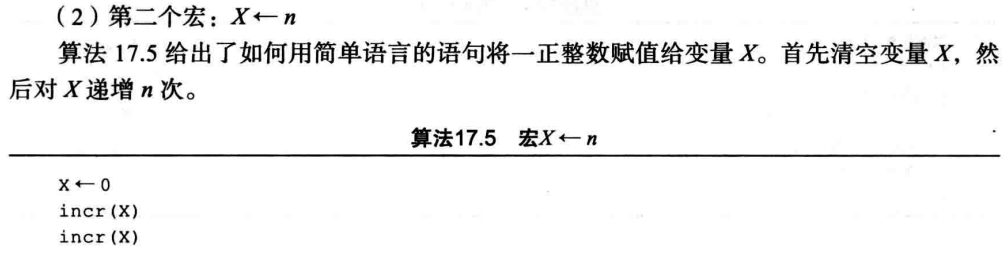 （2）第二个宏：X←n
算法 17.5 给出了如何用简单语言的语句将一正整数赋值给变量 X。首先清空变量 X，然
后对 X 递增 n 次。
算法17.5　宏X←n
X ← 0
incr(X)
incr(X)